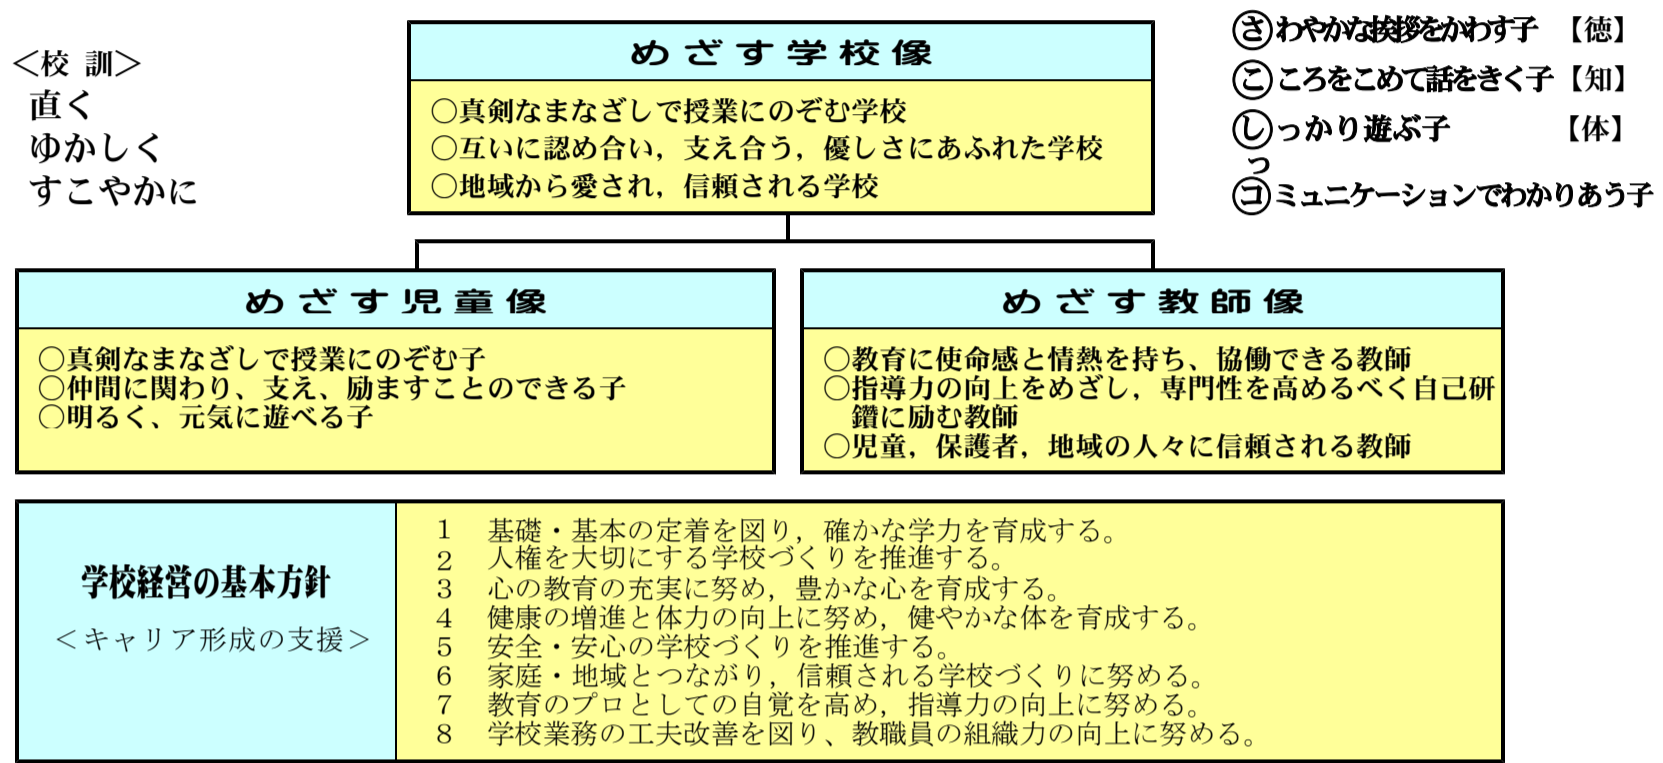 ＜校 訓＞
直く
ゆかしく
すこやかに
めざす学校像
○真剣なまなざしで授業にのぞむ学校
○互いに認め合い，支え合う，優しさにあふれた学校
○地域から愛され，信頼される学校
さわやかな挨拶をかわす子 【徳】
こころをこめて話をきく子【知】
しっかり遊ぶ子 【体】
っ
コミュニケーションでわかりあう子
めざす児童像
○真剣なまなざしで授業にのぞむ子
○仲間に関わり、支え、励ますことのできる子
○明るく、元気に遊べる子
めざす教師像
○教育に使命感と情熱を持ち、協働できる教師
○指導力の向上をめざし，専門性を高めるべく自己研
鑽に励む教師
○児童，保護者，地域の人々に信頼される教師
学校経営の基本方針
＜キャリア形成の支援＞
１ 基礎・基本の定着を図り，確かな学力を育成する。
２ 人権を大切にする学校づくりを推進する。
３ 心の教育の充実に努め，豊かな心を育成する。
４ 健康の増進と体力の向上に努め，健やかな体を育成する。
５ 安全・安心の学校づくりを推進する。
６ 家庭・地域とつながり，信頼される学校づくりに努める。
７ 教育のプロとしての自覚を高め，指導力の向上に努める。
８ 学校業務の工夫改善を図り、教職員の組織力の向上に努める。